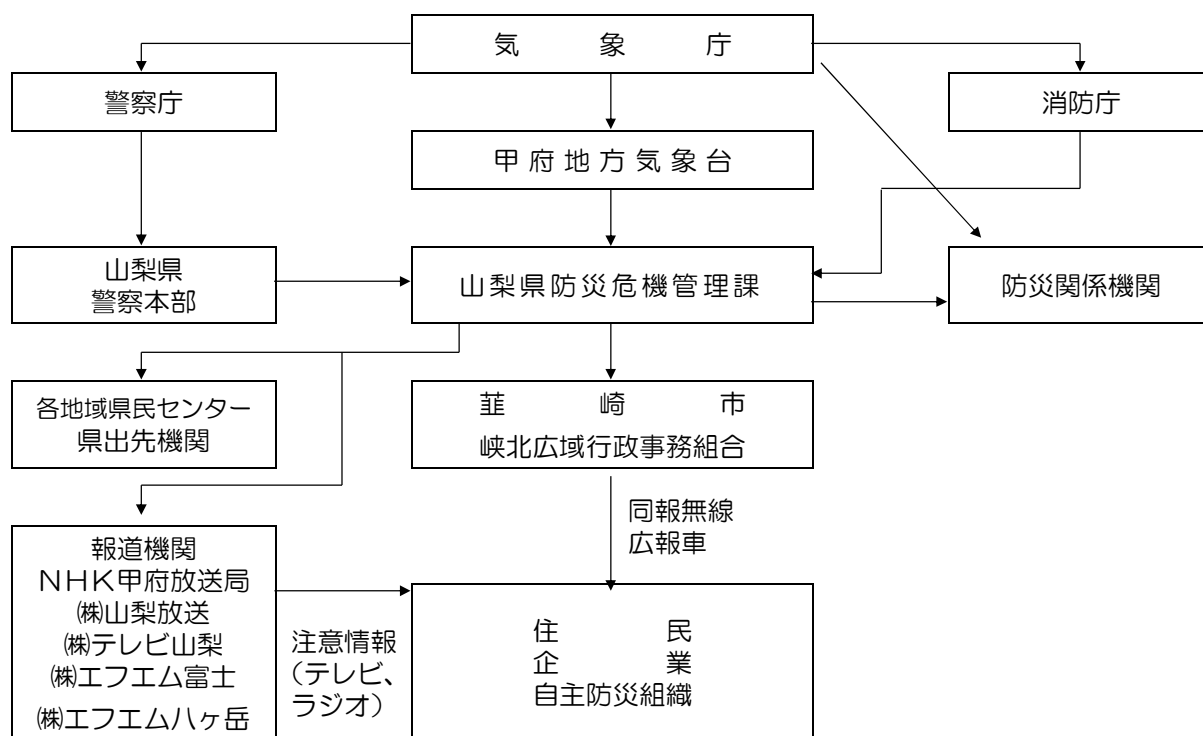 気象庁
警察庁
消防庁
甲府地方気象台
山梨県
警察本部
山梨県防災危機管理課
防災関係機関
各地域県民センター
県出先機関
韮崎市
峡北広域行政事務組合
同報無線
広報車
報道機関
NHK甲府放送局
㈱山梨放送
㈱テレビ山梨
㈱エフエム富士
㈱エフエム八ヶ岳
注意情報
（テレビ、
ラジオ）
住民
企業
自主防災組織